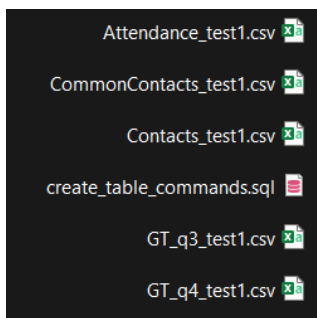 Attendance_test1.csv
CommonContacts_test1.csv
Contacts_test1.csv
create_table_commands.sql
GT_q3_test1.csv
GT_q4_test1.csv